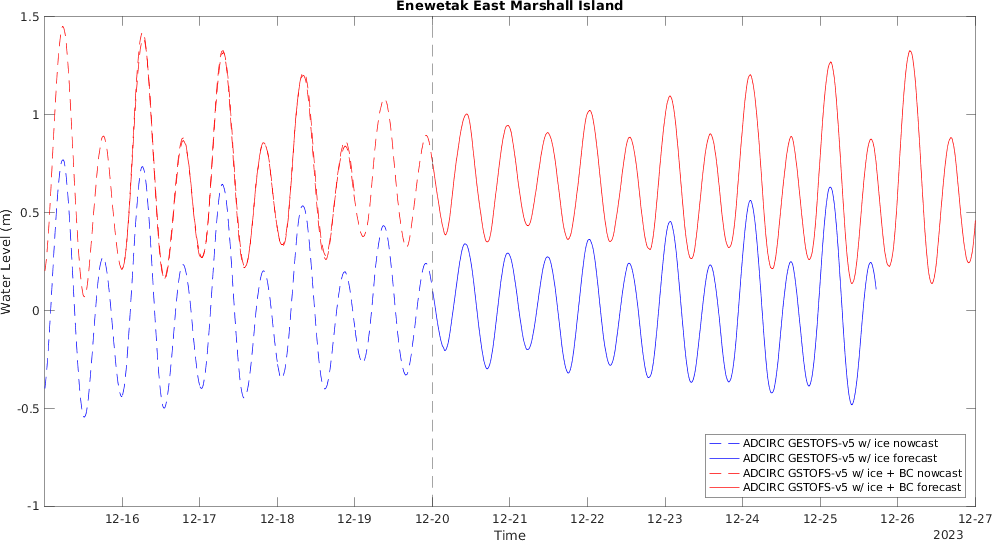 Enewetak East Marshall Island
1.5
1
0.5
0
-0.5
-1
Water Level (m)
ADCIRC GESTOFS-v5 w/ ice nowcast
ADCIRC GESTOFS-v5 w/ ice forecast
ADCIRC GSTOFS-v5 w/ ice + BC nowcast
ADCIRC GSTOFS-v5 w/ ice + BC forecast
12-16 12-17 12-18 12-19 12-20 12-21 12-22 12-23 12-24 12-25 12-26 12-27
Time
2023